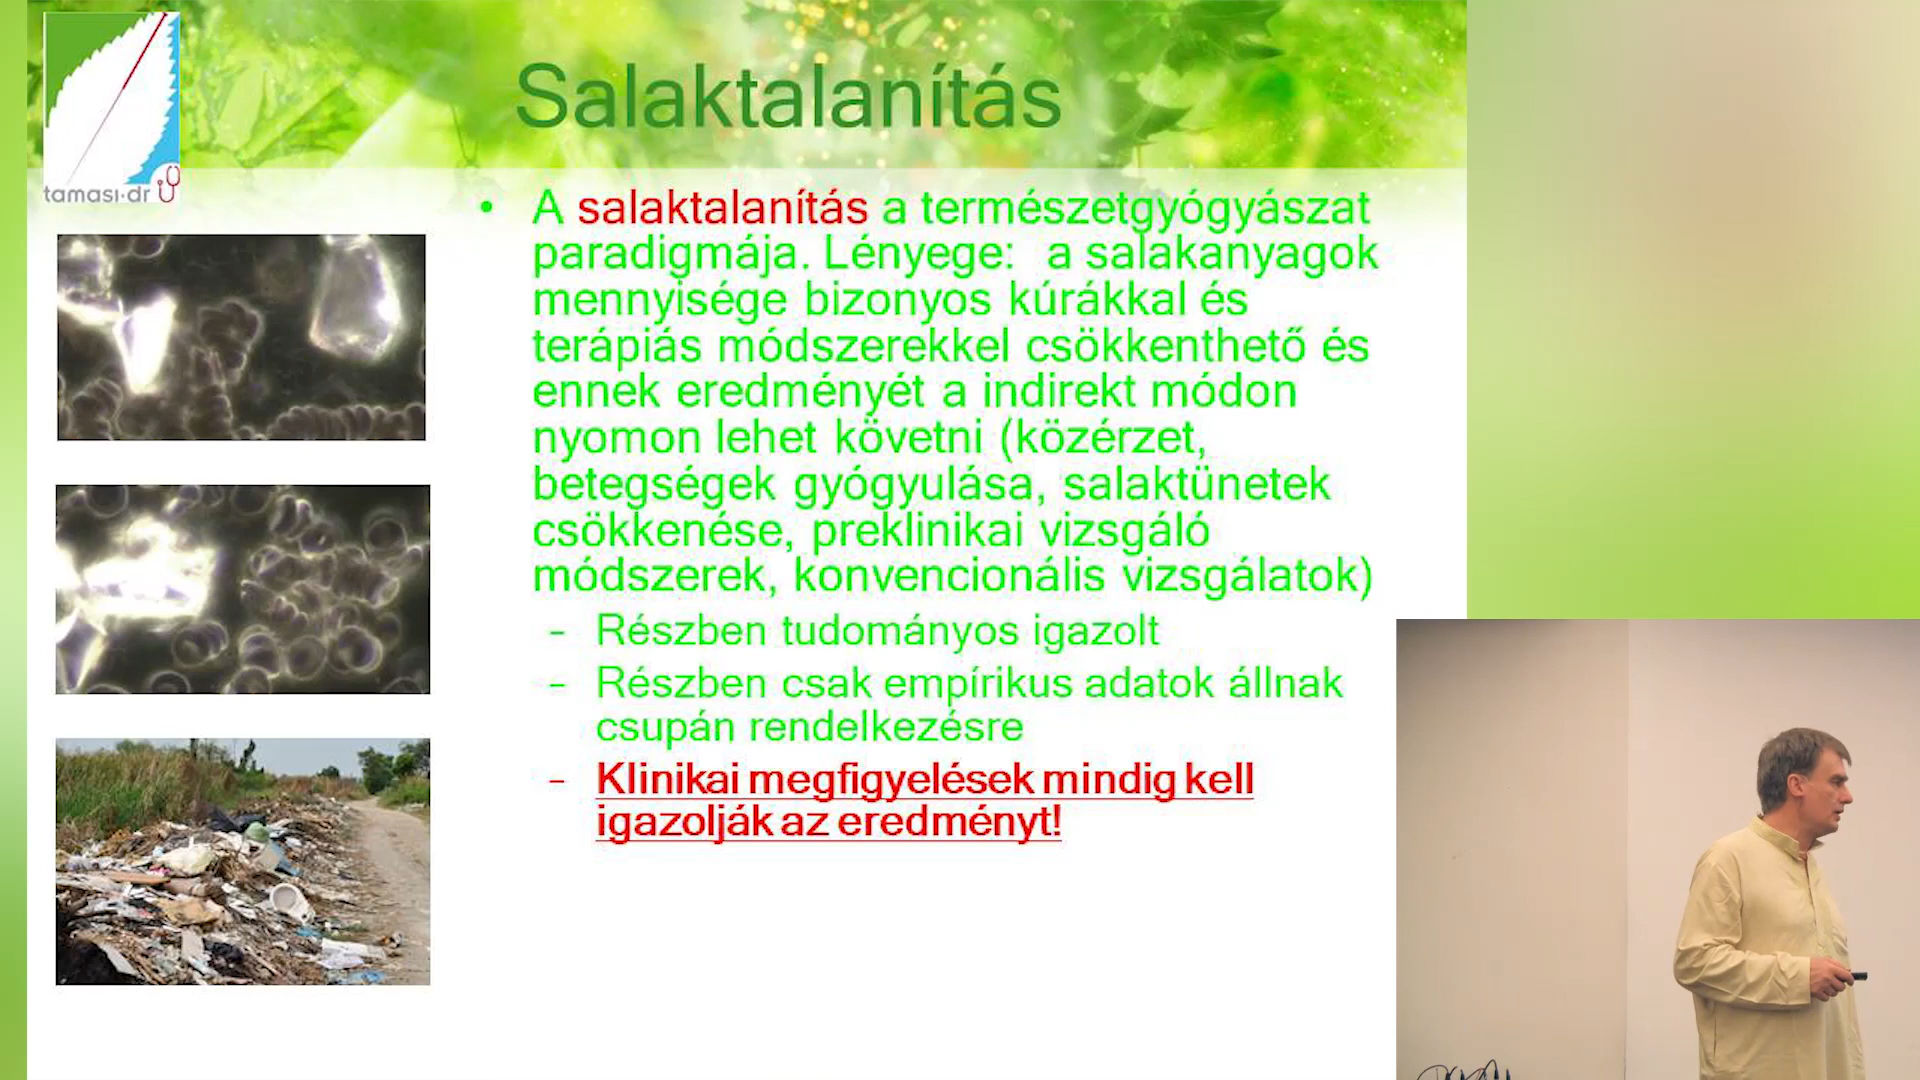 Salaktalanítás
tamasi.dr
• A salaktalanítás a természetgyógyászat
paradigmája. Lényege: a salakanyagok
mennyisége bizonyos kúrákkal és
terápiás módszerekkel csökkenthető és
ennek eredményét a indirekt módon
nyomon lehet követni (közérzet,
betegségek gyógyulása, salaktünetek
csökkenése, preklinikai vizsgáló
módszerek, konvencionális vizsgálatok)
– Részben tudományos igazolt
– Részben csak empírikus adatok állnak
csupán rendelkezésre
– Klinikai megfigyelések mindig kell
igazolják az eredményt!